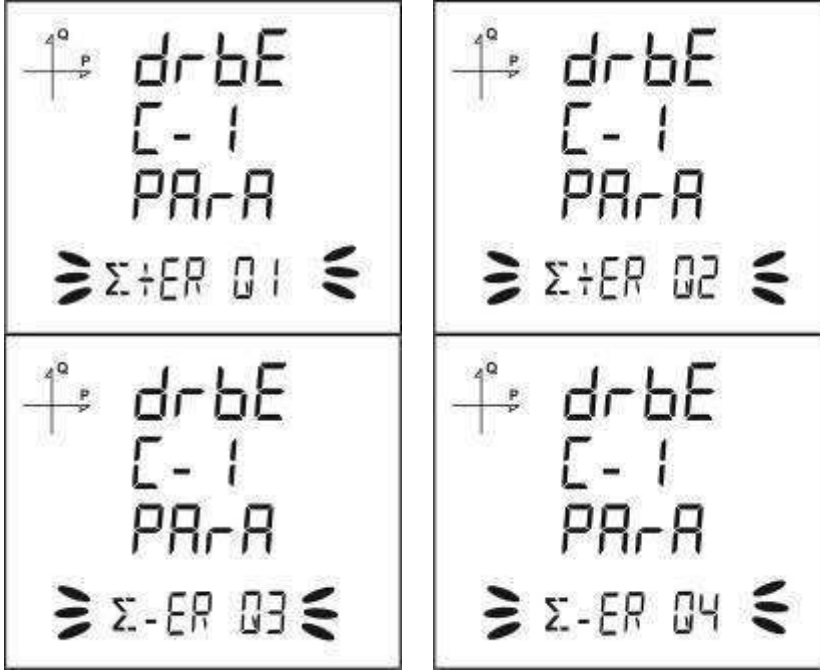 Q
P
drbE
C-1
PArA
Σ+ER Q1
Q
P
drbE
C-1
PArA
Σ+ER Q2
Q
P
drbE
C-1
PArA
Σ-ER Q3
Q
P
drbE
C-1
PArA
Σ-ER Q4